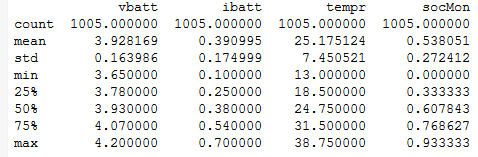 vbatt ibatt tempr socMon
count 1005.000000 1005.000000 1005.000000 1005.000000
mean 3.928169 0.390995 25.175124 0.538051
std 0.163986 0.174999 7.450521 0.272412
min 3.650000 0.100000 13.000000 0.000000
25% 3.780000 0.250000 18.500000 0.333333
50% 3.930000 0.380000 24.750000 0.607843
75% 4.070000 0.540000 31.500000 0.768627
max 4.200000 0.700000 38.750000 0.933333